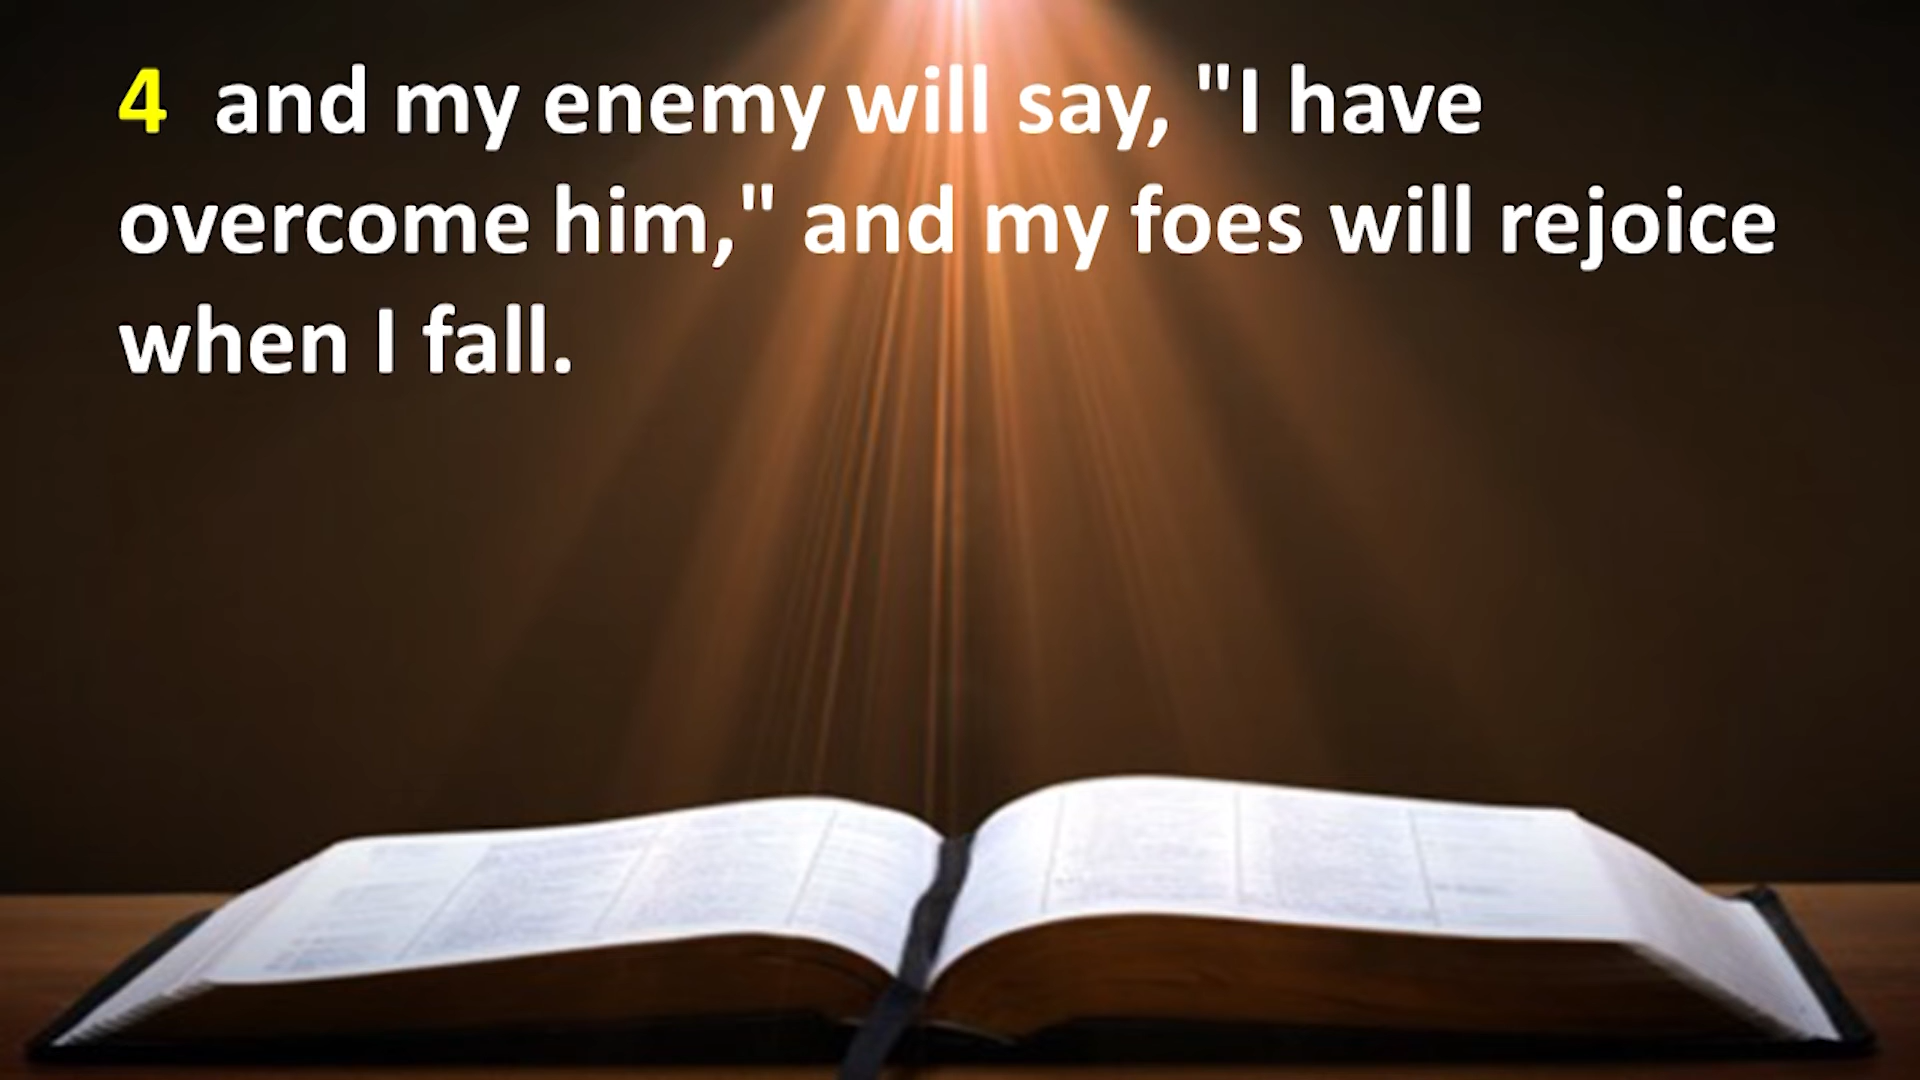 4 and my enemy will say, "I have
overcome him," and my foes will rejoice
when I fall.